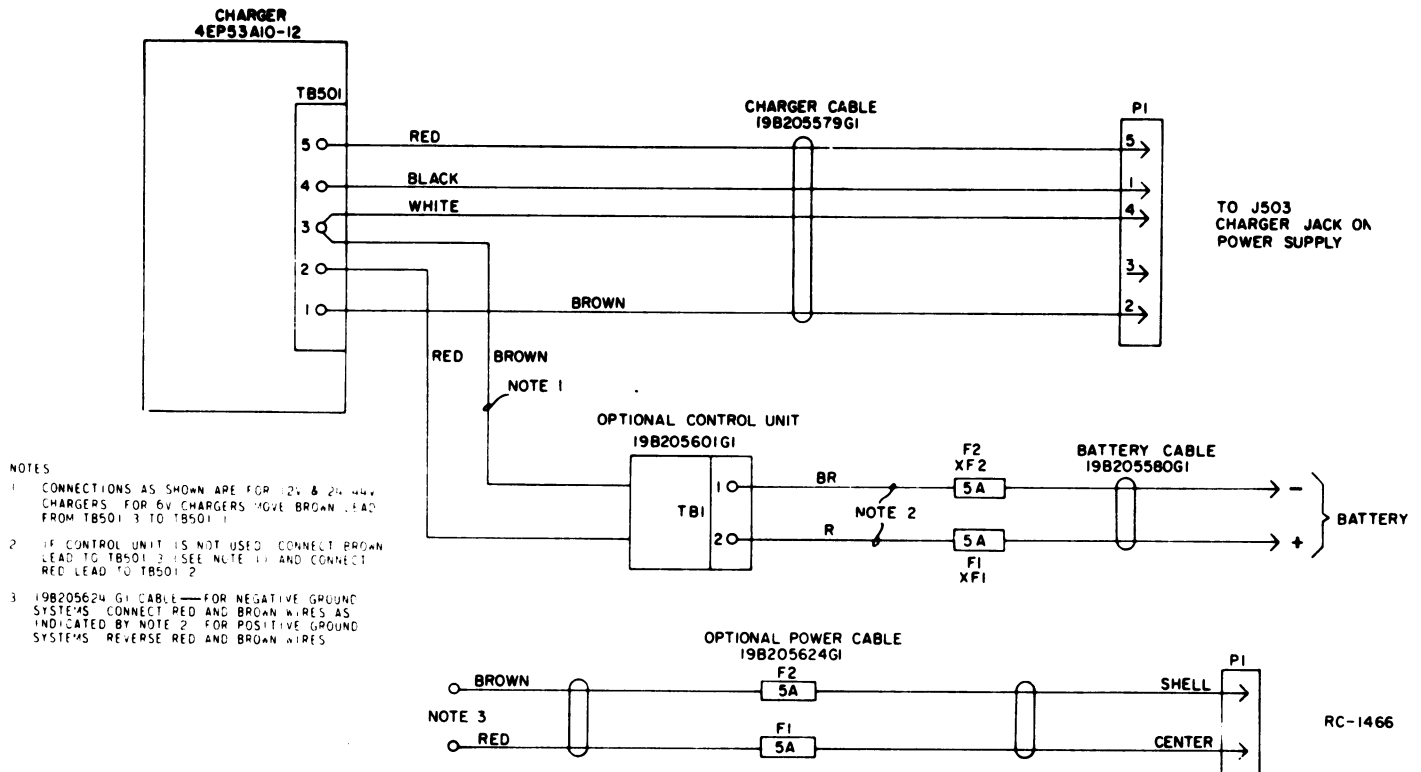 CHARGER
4EP53A10-12
TB501
5
4
3
2
1
RED
BLACK
WHITE
BROWN
CHARGER CABLE
19B205579G1
P1
5
1
4
3
2
TO J503
CHARGER JACK ON
POWER SUPPLY
RED
BROWN
NOTE 1
OPTIONAL CONTROL UNIT
19B205601G1
TB1
1
2
BR
R
NOTE 2
F2
XF2
5A
5A
F1
XF1
BATTERY CABLE
19B205580G1
-
+
BATTERY
NOTES
1 CONNECTIONS AS SHOWN ARE FOR 12V & 24-44V
CHARGERS FOR 6V CHARGERS MOVE BROWN LEAD
FROM TB501 3 TO TB501 1
2 IF CONTROL UNIT IS NOT USED CONNECT BROWN
LEAD TO TB501 3 (SEE NOTE 1) AND CONNECT
RED LEAD TO TB501 2
3 19B205624 G1 CABLE—FOR NEGATIVE GROUND
SYSTEMS CONNECT RED AND BROWN WIRES AS
INDICATED BY NOTE 2 FOR POSITIVE GROUND
SYSTEMS REVERSE RED AND BROWN WIRES
OPTIONAL POWER CABLE
19B205624G1
BROWN
F2
5A
SHELL
NOTE 3
RED
F1
5A
CENTER
P1
RC-1466